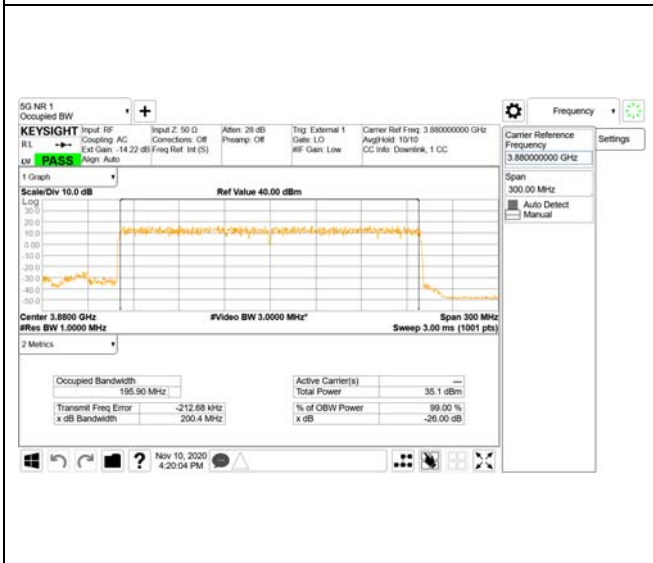 5G NR 1
Occupied BW
+
Frequency
KEYSIGHT
RL
LXI
PASS
Input: RF
Coupling: AC
Ext Gain: -14.22 dB
Align: Auto
Input Z: 50 Ω
Corrections: Off
Freq Ref: Int (S)
Atten: 28 dB
Preamp: Off
Trig: External 1
Gate: LO
#IF Gain: Low
Carrier Ref Freq: 3.880000000 GHz
Avg|Hold: 10/10
CC Info: Downlink, 1 CC
Carrier Reference
Frequency
3.880000000 GHz
Settings
Span
300.00 MHz
Auto Detect
Manual
1 Graph
Scale/Div 10.0 dB
Ref Value 40.00 dBm
Log
30.0
20.0
10.0
0.00
-10.0
-20.0
-30.0
-40.0
-50.0
Center 3.8800 GHz
#Video BW 3.0000 MHz*
Span 300 MHz
#Res BW 1.0000 MHz
Sweep 3.00 ms (1001 pts)
2 Metrics
Occupied Bandwidth
195.90 MHz
Transmit Freq Error -212.68 kHz
x dB Bandwidth 200.4 MHz
Active Carrier(s) ---
Total Power 35.1 dBm
% of OBW Power 99.00 %
x dB -26.00 dB
?
Nov 10, 2020
4:20:04 PM